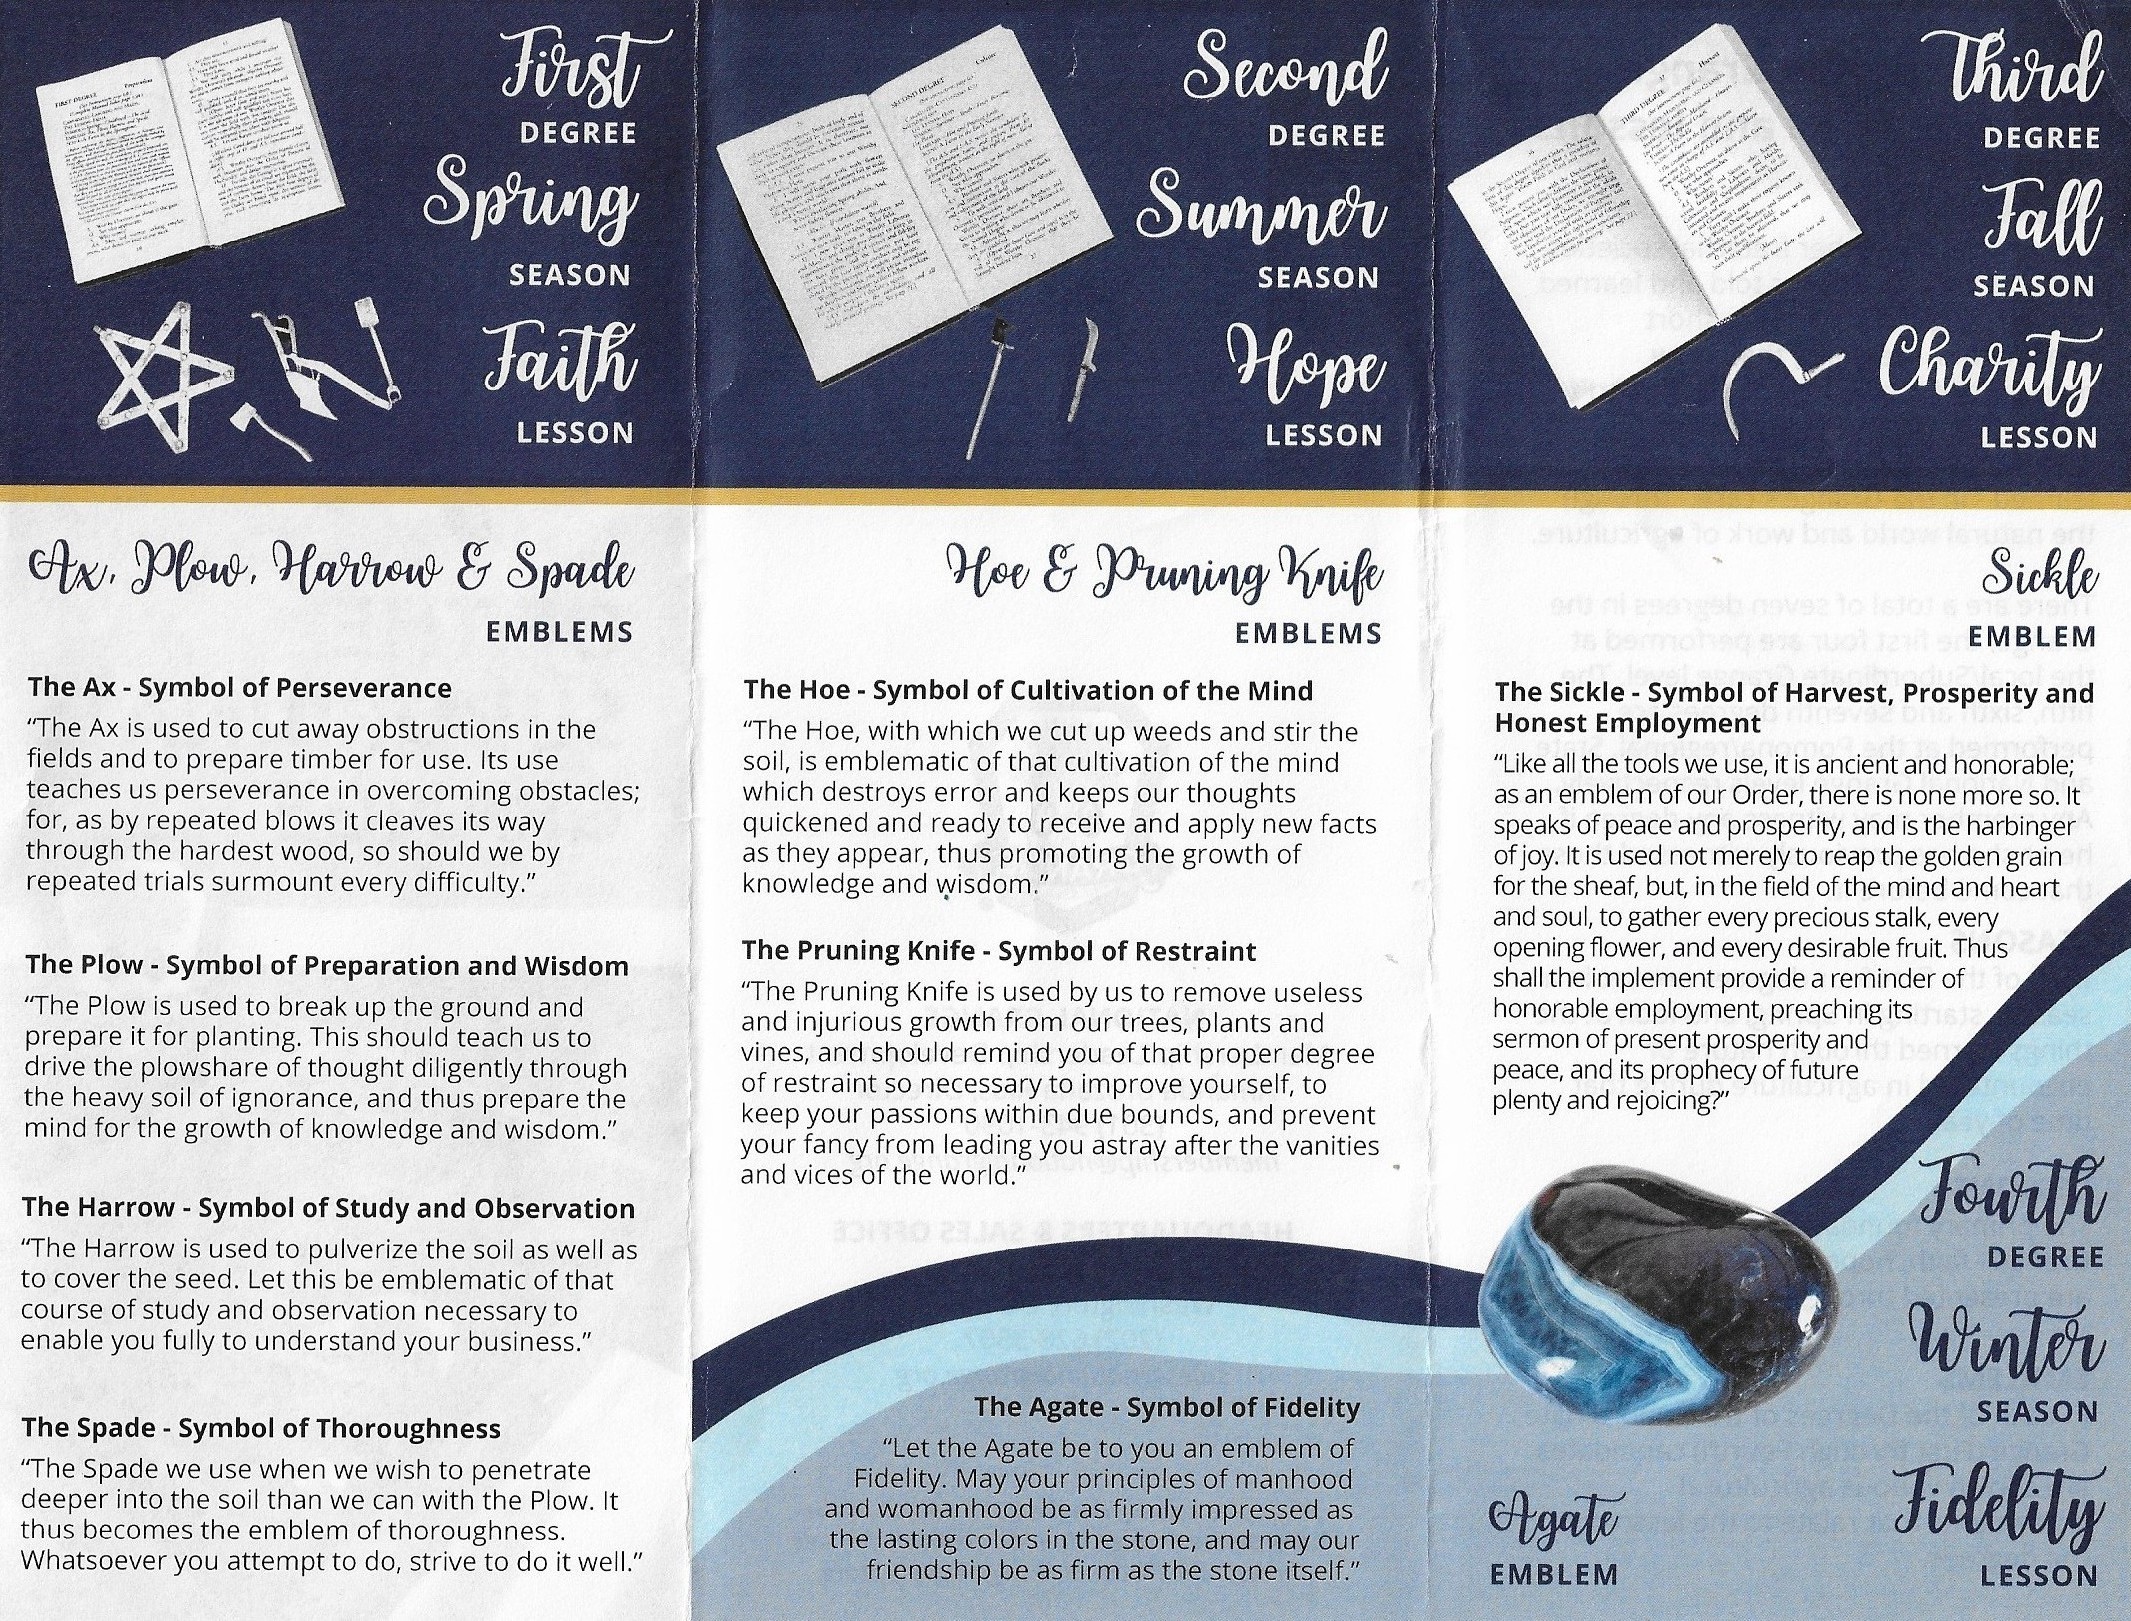 First
DEGREE
Spring
SEASON
Faith
LESSON
Ax, Plow, Harrow & Spade
EMBLEMS
The Ax - Symbol of Perseverance
“The Ax is used to cut away obstructions in the
fields and to prepare timber for use. Its use
teaches us perseverance in overcoming obstacles;
for, as by repeated blows it cleaves its way
through the hardest wood, so should we by
repeated trials surmount every difficulty.”
The Plow - Symbol of Preparation and Wisdom
“The Plow is used to break up the ground and
prepare it for planting. This should teach us to
drive the plowshare of thought diligently through
the heavy soil of ignorance, and thus prepare the
mind for the growth of knowledge and wisdom.”
The Harrow - Symbol of Study and Observation
“The Harrow is used to pulverize the soil as well as
to cover the seed. Let this be emblematic of that
course of study and observation necessary to
enable you fully to understand your business.”
The Spade - Symbol of Thoroughness
“The Spade we use when we wish to penetrate
deeper into the soil than we can with the Plow. It
thus becomes the emblem of thoroughness.
Whatsoever you attempt to do, strive to do it well.”
Second
DEGREE
Summer
SEASON
Hope
LESSON
Hoe & Pruning Knife
EMBLEMS
The Hoe - Symbol of Cultivation of the Mind
“The Hoe, with which we cut up weeds and stir the
soil, is emblematic of that cultivation of the mind
which destroys error and keeps our thoughts
quickened and ready to receive and apply new facts
as they appear, thus promoting the growth of
knowledge and wisdom.”
The Pruning Knife - Symbol of Restraint
“The Pruning Knife is used by us to remove useless
and injurious growth from our trees, plants and
vines, and should remind you of that proper degree
of restraint so necessary to improve yourself, to
keep your passions within due bounds, and prevent
your fancy from leading you astray after the vanities
and vices of the world.”
Third
DEGREE
Fall
SEASON
Charity
LESSON
Sickle
EMBLEM
The Sickle - Symbol of Harvest, Prosperity and
Honest Employment
“Like all the tools we use, it is ancient and honorable;
as an emblem of our Order, there is none more so. It
speaks of peace and prosperity, and is the harbinger
of joy. It is used not merely to reap the golden grain
for the sheaf, but, in the field of the mind and heart
and soul, to gather every precious stalk, every
opening flower, and every desirable fruit. Thus
shall the implement provide a reminder of
honorable employment, preaching its
sermon of present prosperity and
peace, and its prophecy of future
plenty and rejoicing?”
Fourth
DEGREE
Winter
SEASON
Fidelity
LESSON
Agate
EMBLEM
The Agate - Symbol of Fidelity
“Let the Agate be to you an emblem of
Fidelity. May your principles of manhood
and womanhood be as firmly impressed as
the lasting colors in the stone, and may our
friendship be as firm as the stone itself.”
FIRST DEGREE
Preparation
SECOND DEGREE
Culture
THIRD DEGREE
Harvest